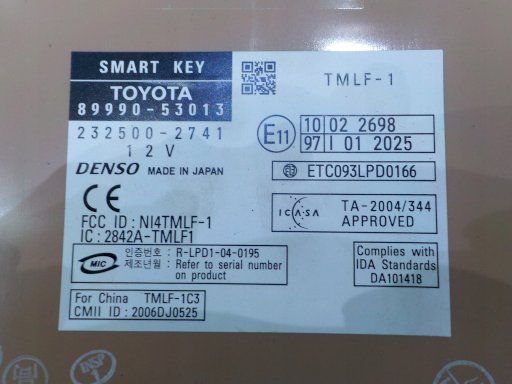 SMART KEY
TOYOTA
89990-53013
TMLF-1
232500-2741
12V
DENSO MADE IN JAPAN
E11
10 02 2698
97 I 01 2025
ETC093LPD0166
CE
FCC ID : NI4TMLF-1
IC : 2842A-TMLF1
ICASA
TA-2004/344
APPROVED
MIC
인증번호 : R-LPD1-04-0195
제조년월 : Refer to serial number
on product
Complies with
IDA Standards
DA101418
For China TMLF-1C3
CMII ID : 2006DJ0525
INSP